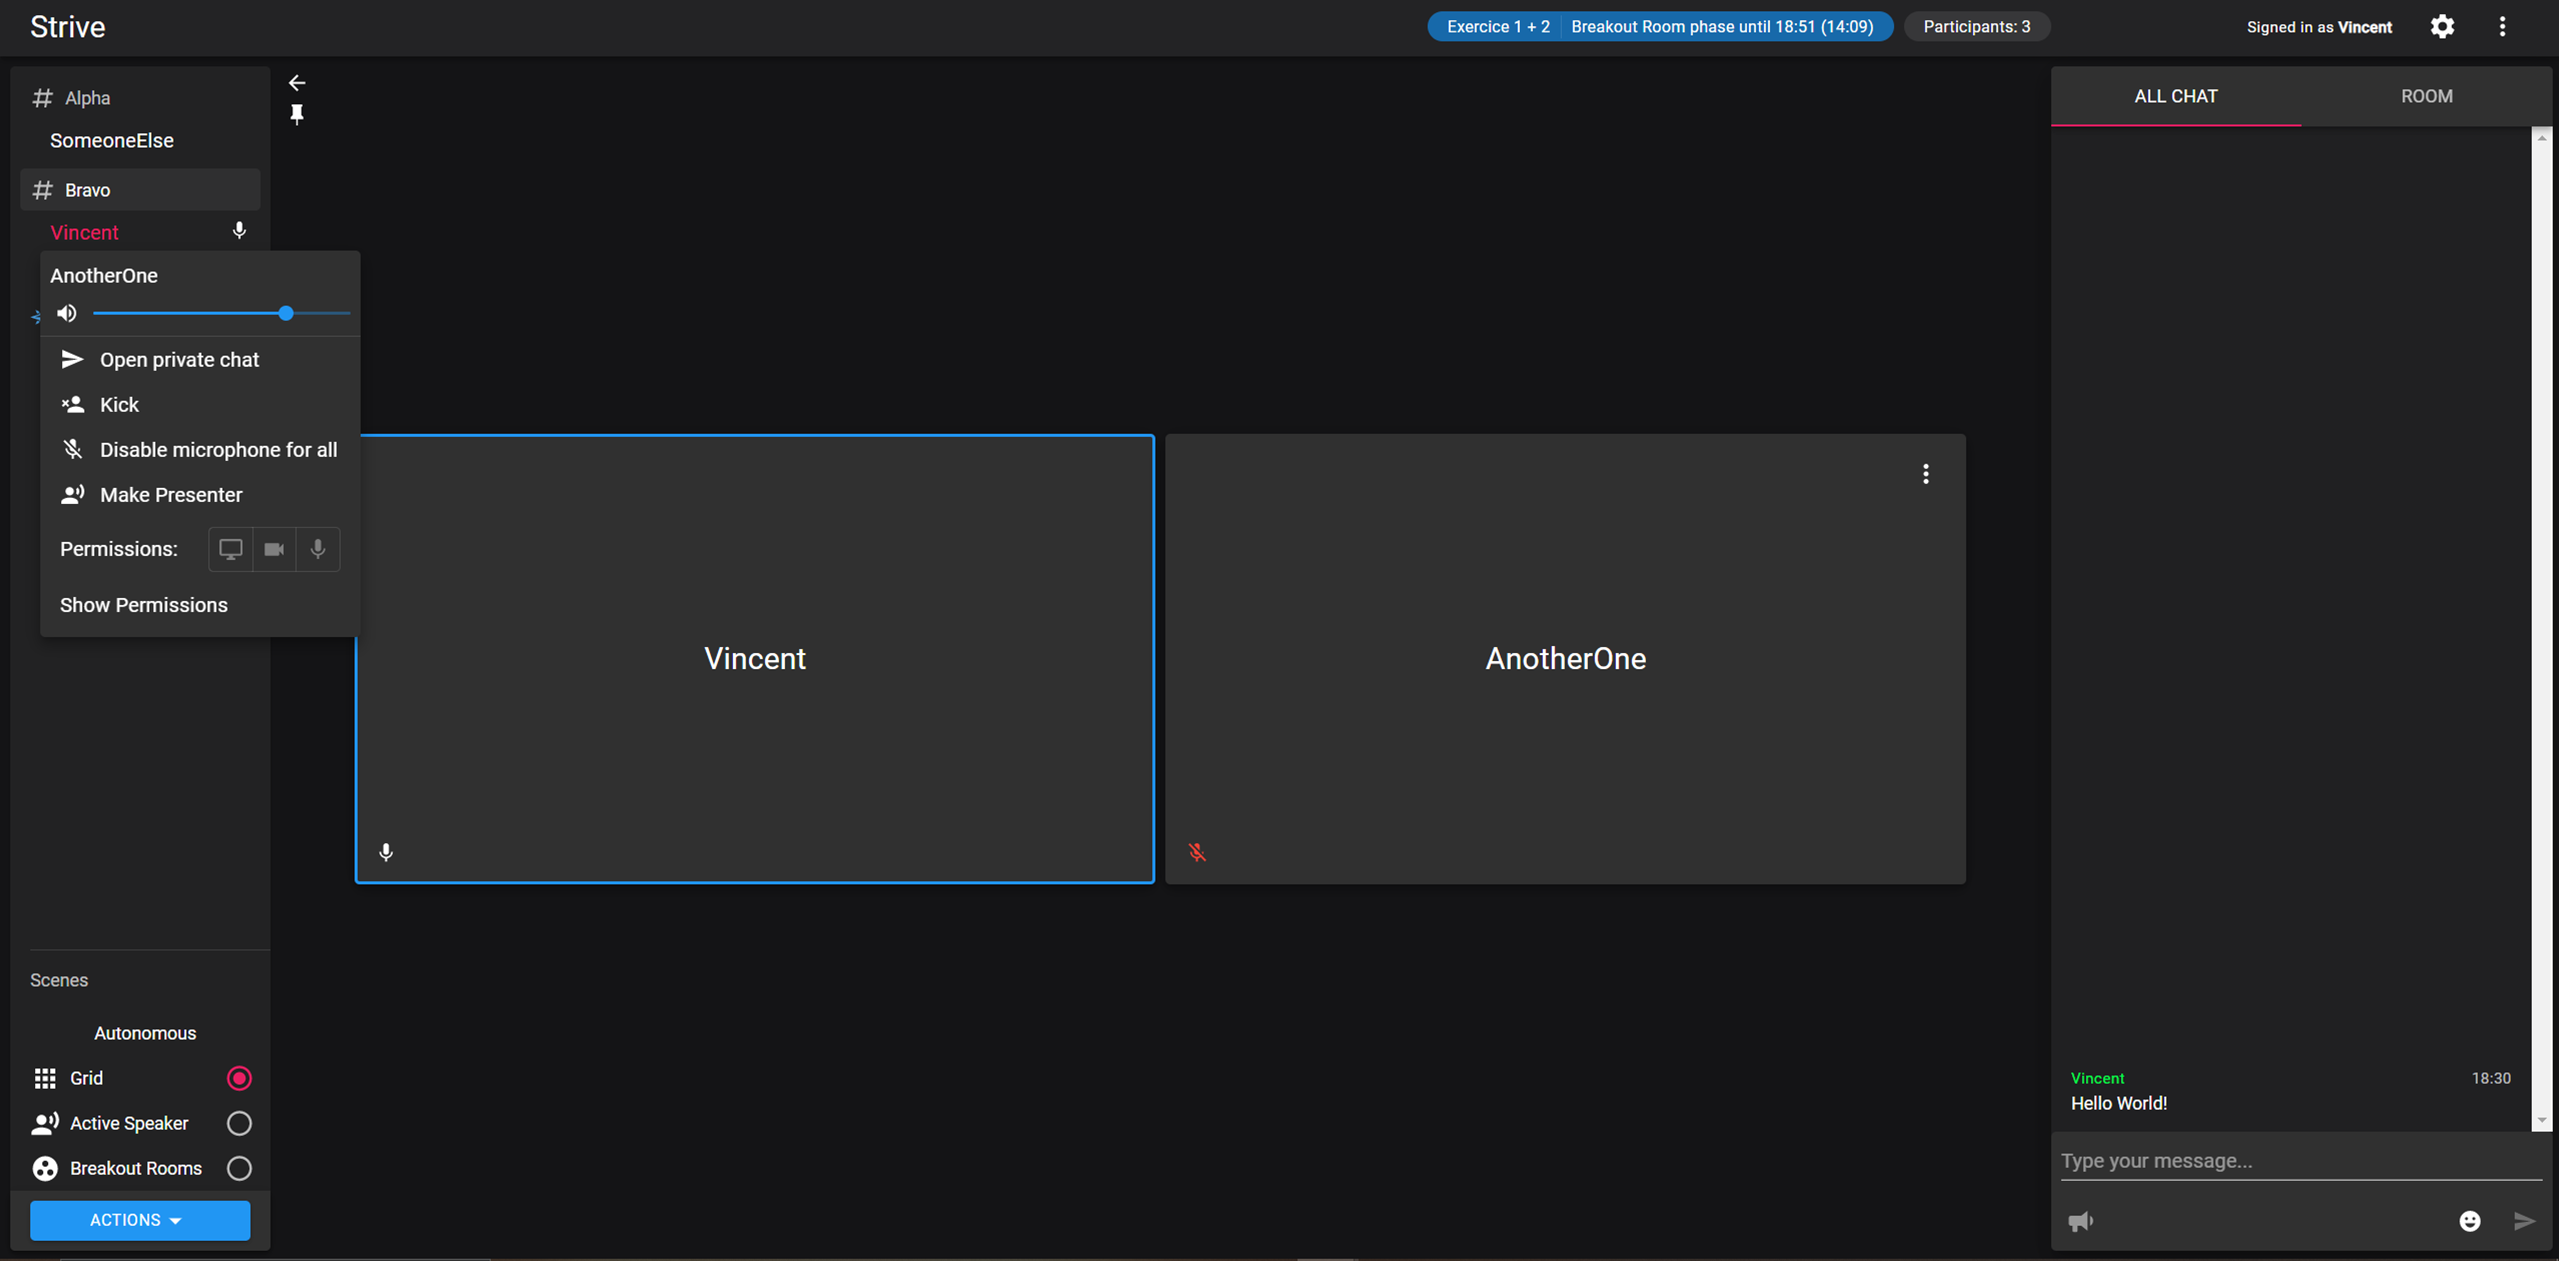 Strive
Exercice 1 + 2 Breakout Room phase until 18:51 (14:09)
Participants: 3
Signed in as Vincent
# Alpha
SomeoneElse
# Bravo
Vincent
AnotherOne
Open private chat
Kick
Disable microphone for all
Make Presenter
Permissions:
Show Permissions
Scenes
Autonomous
Grid
Active Speaker
Breakout Rooms
ACTIONS
Vincent
AnotherOne
ALL CHAT
ROOM
Vincent 18:30
Hello World!
Type your message...